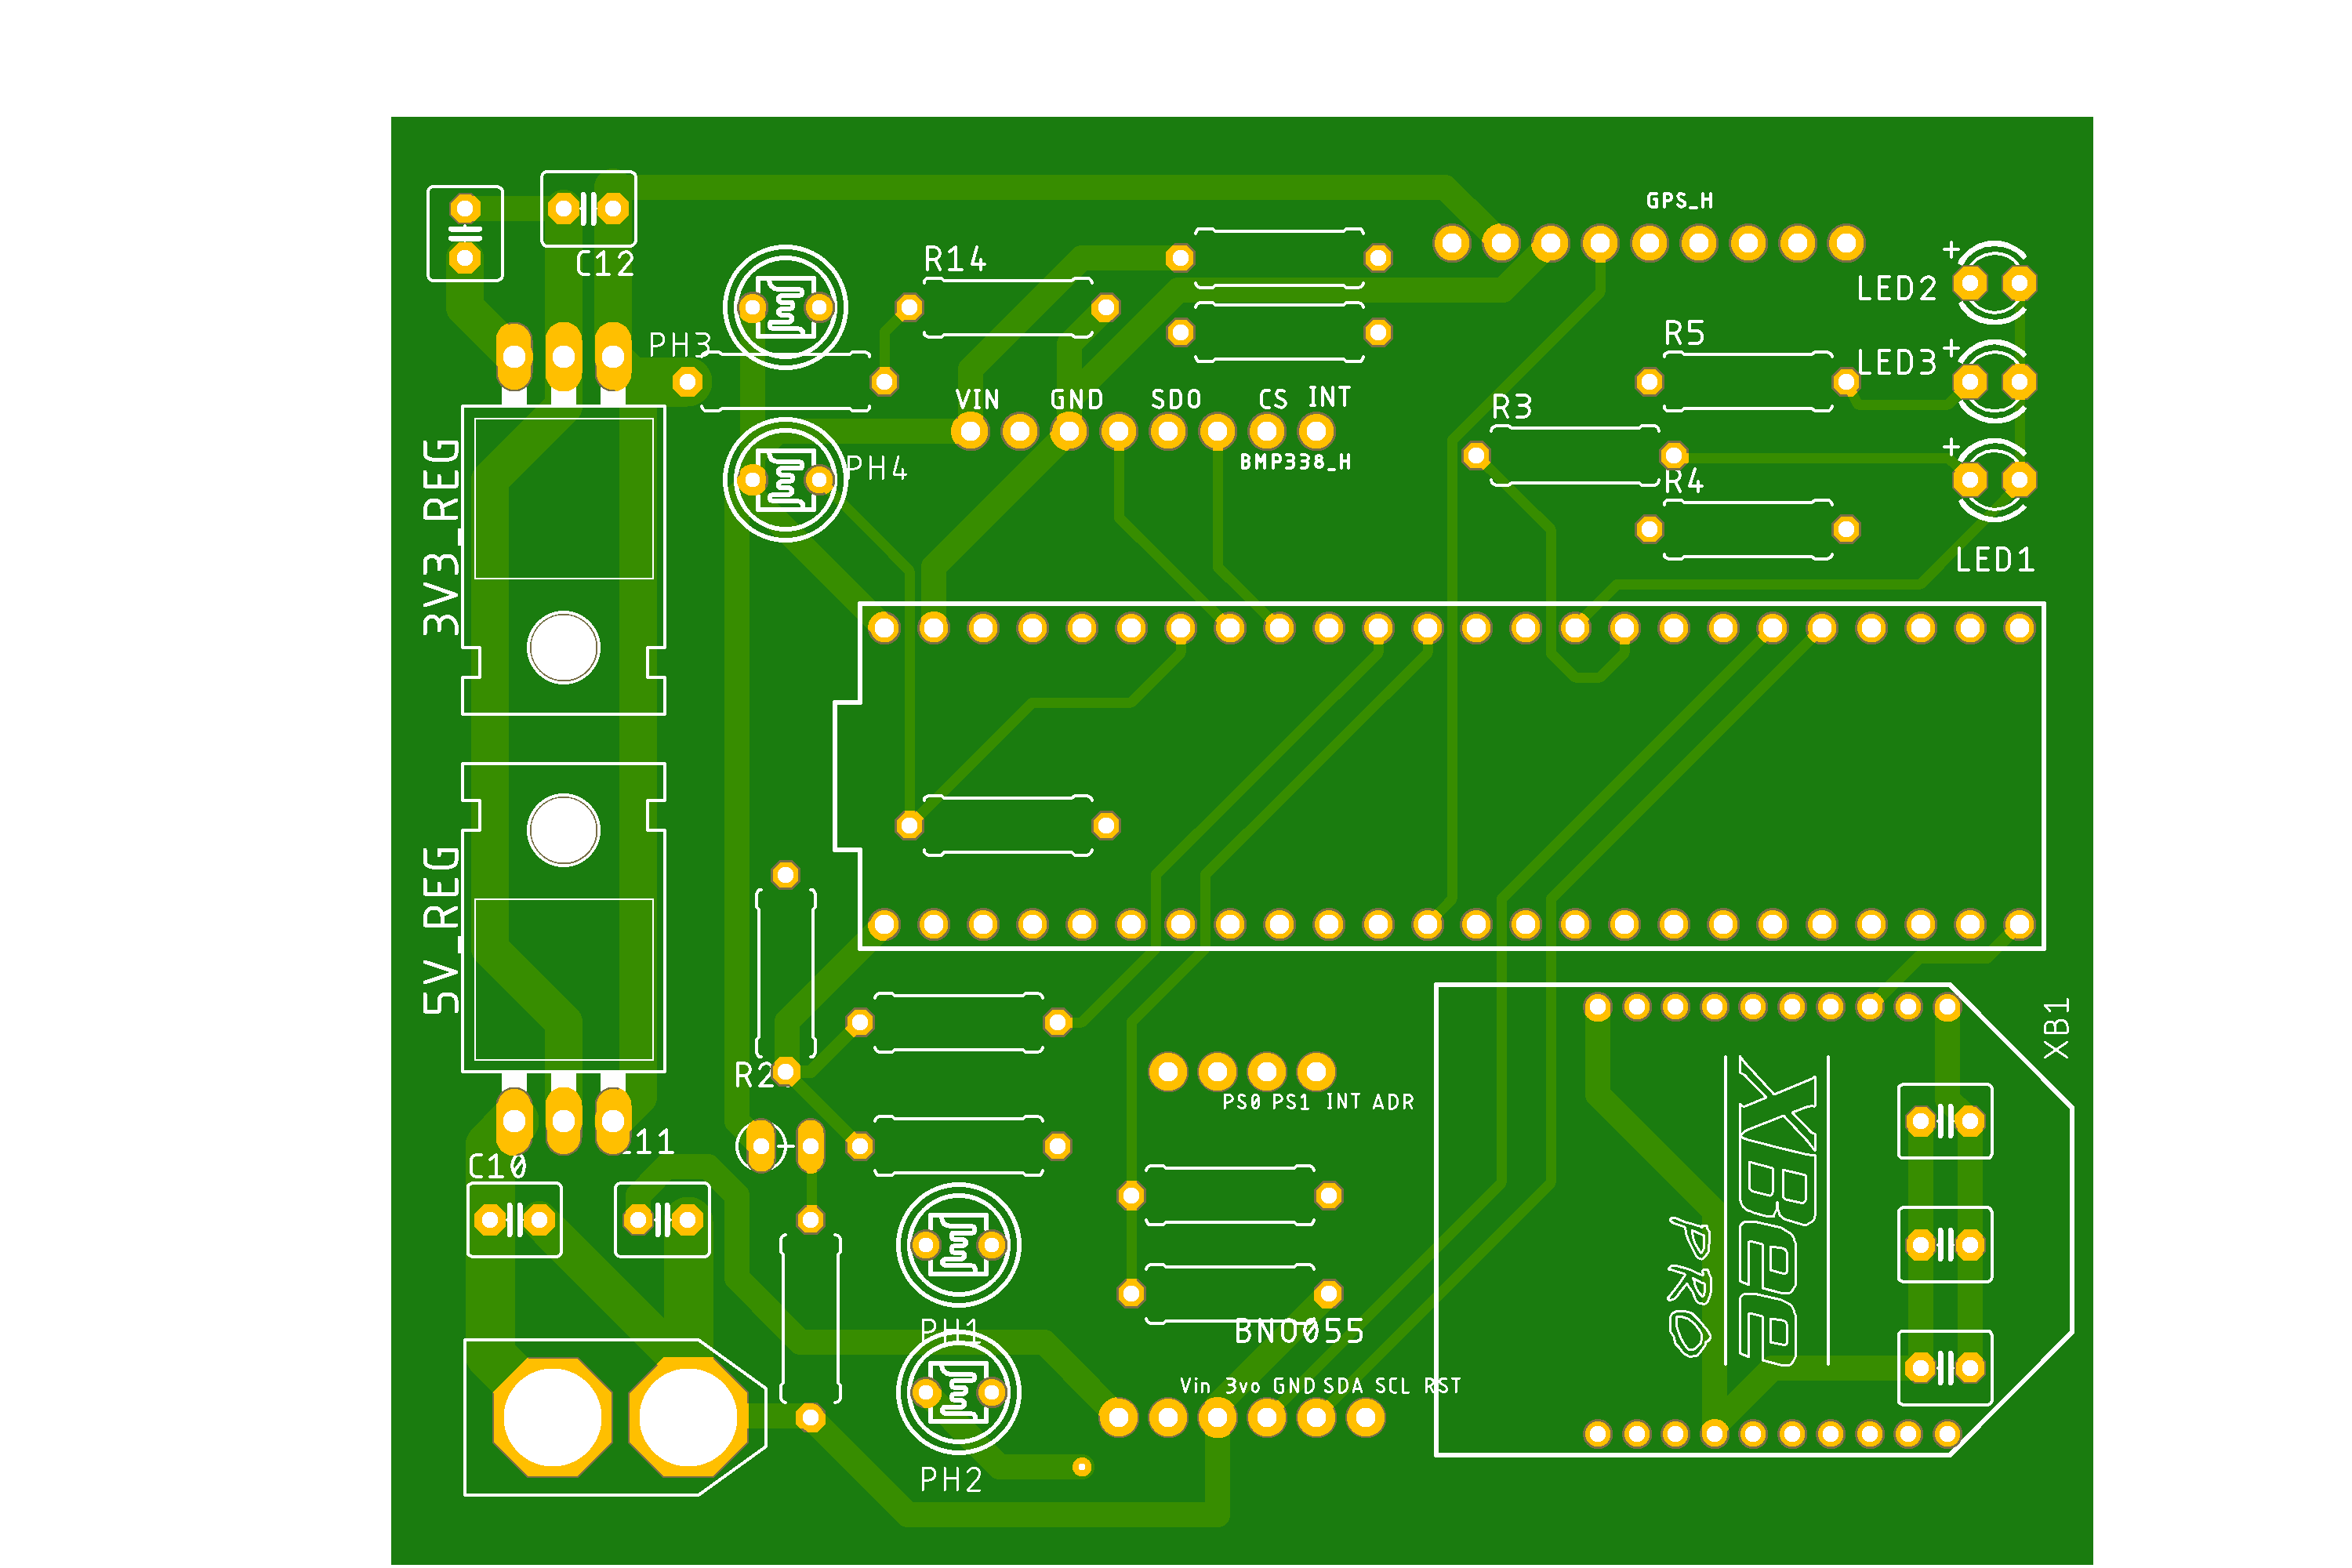 GPS_H
C12
R14
LED2
PH3
R5
LED3
VIN GND SDO CS INT
R3
BMP338_H
PH4
R4
3V3_REG
LED1
5V_REG
XB1
R2
PS0 PS1 INT ADR
C10
11
XBee
PRO
PH1
BNO055
Vin 3vo GND SDA SCL RST
PH2